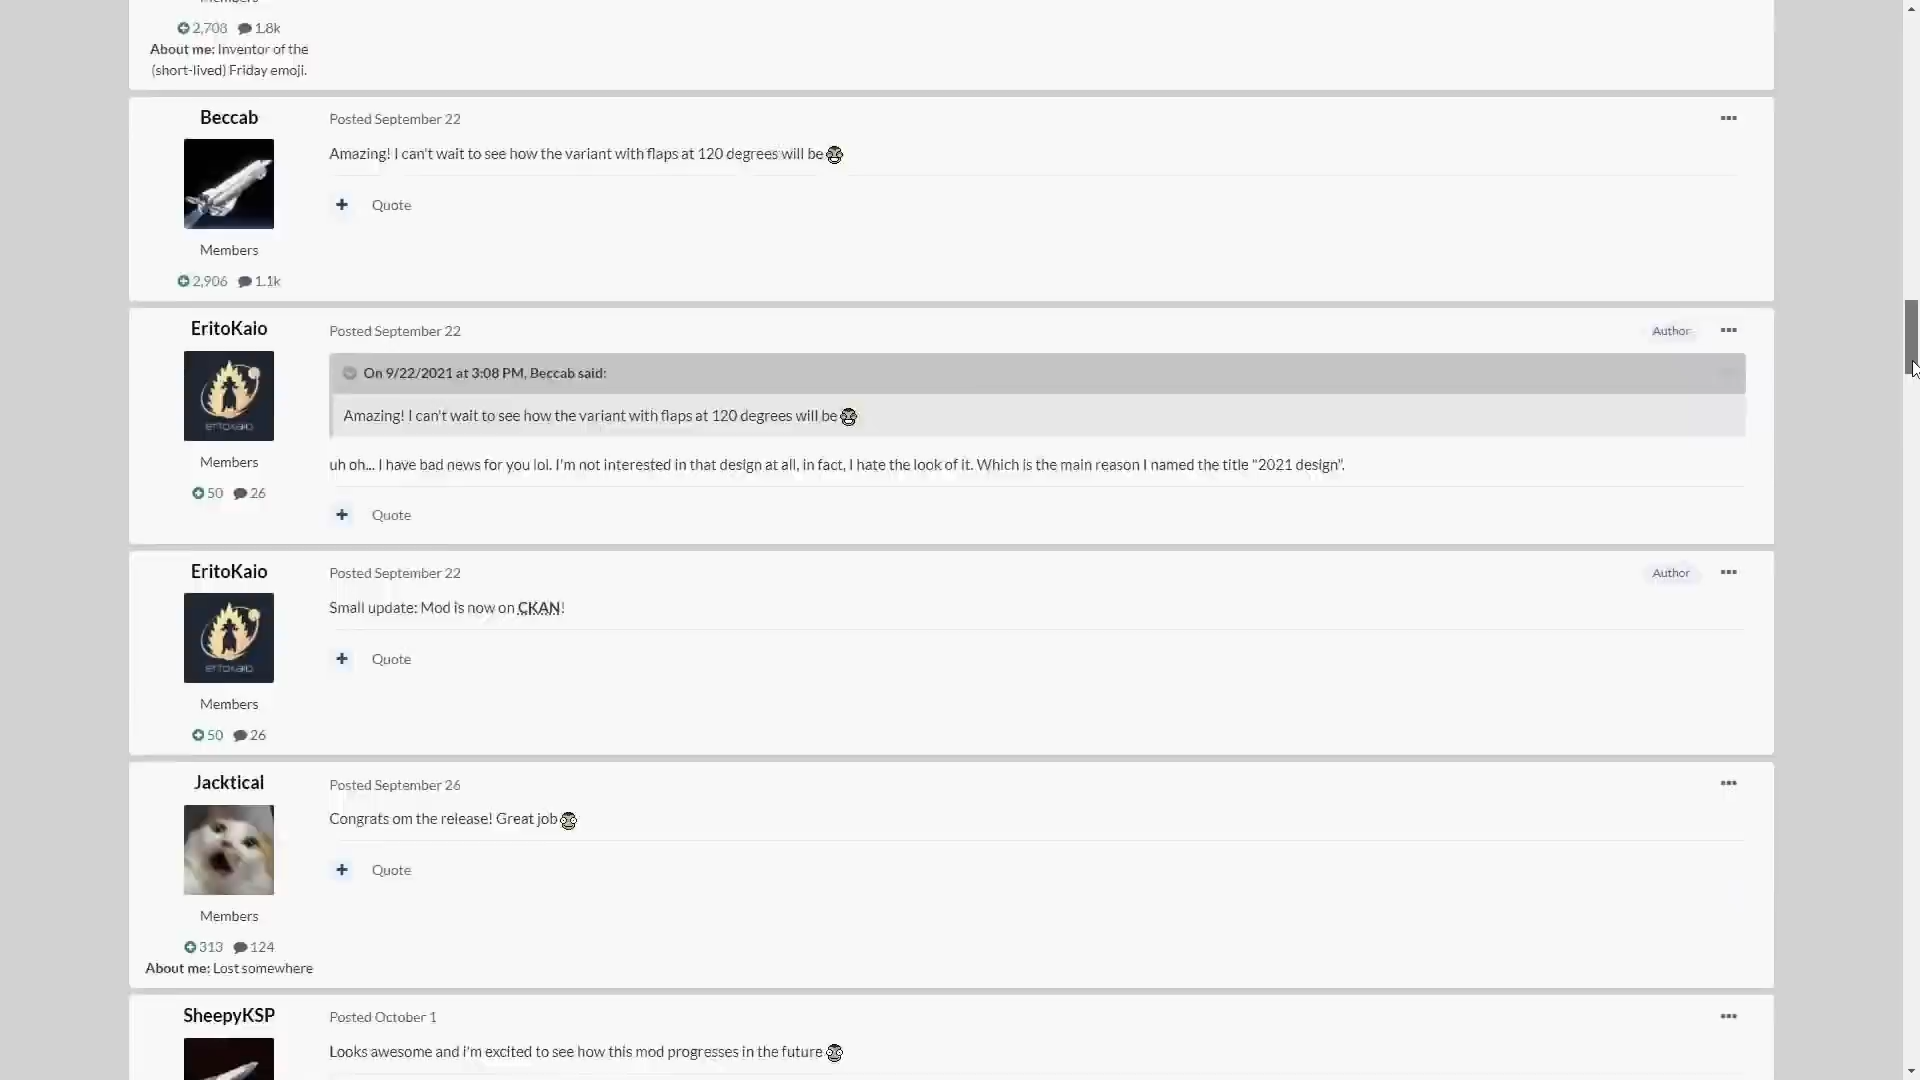 2,708 1.8k
About me: Inventor of the
(short-lived) Friday emoji.
Beccab
Posted September 22
Amazing! I can't wait to see how the variant with flaps at 120 degrees will be
+ Quote
Members
2,906 1.1k
EritoKaio
Posted September 22
Author
On 9/22/2021 at 3:08 PM, Beccab said:
Amazing! I can't wait to see how the variant with flaps at 120 degrees will be
ERITOKAIO
Members
uh oh... I have bad news for you lol. I'm not interested in that design at all, in fact, I hate the look of it. Which is the main reason I named the title "2021 design".
50 26
+ Quote
EritoKaio
Posted September 22
Author
Small update: Mod is now on CKAN!
+ Quote
ERITOKAIO
Members
50 26
Jacktical
Posted September 26
Congrats om the release! Great job
+ Quote
Members
313 124
About me: Lost somewhere
SheepyKSP
Posted October 1
Looks awesome and i'm excited to see how this mod progresses in the future